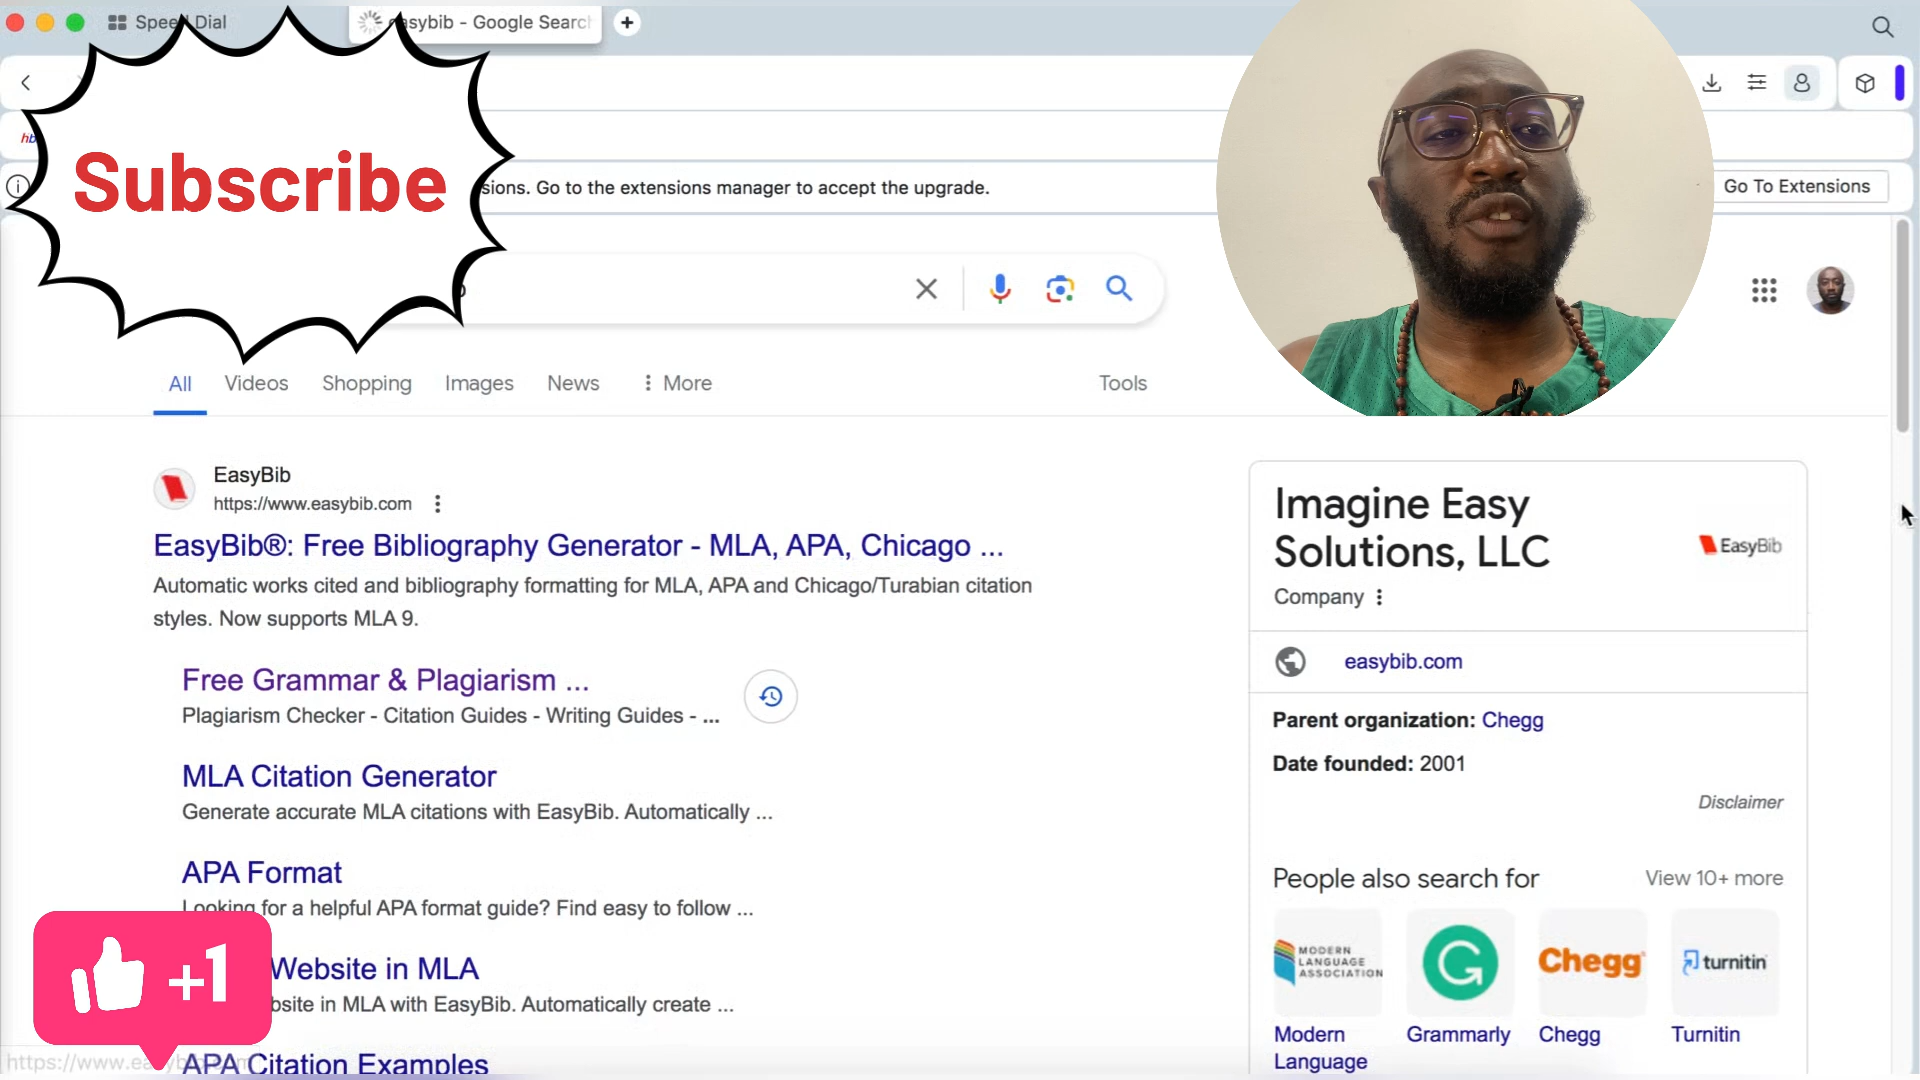 Speed Dial
easybib - Google Search
Subscribe
sions. Go to the extensions manager to accept the upgrade.
Go To Extensions
All
Videos
Shopping
Images
News
More
Tools
EasyBib
https://www.easybib.com
EasyBib®: Free Bibliography Generator - MLA, APA, Chicago ...
Automatic works cited and bibliography formatting for MLA, APA and Chicago/Turabian citation
styles. Now supports MLA 9.
Free Grammar & Plagiarism ...
Plagiarism Checker - Citation Guides - Writing Guides - ...
MLA Citation Generator
Generate accurate MLA citations with EasyBib. Automatically ...
APA Format
Looking for a helpful APA format guide? Find easy to follow ...
Website in MLA
bsite in MLA with EasyBib. Automatically create ...
APA Citation Examples
+1
https://www.easybib.com
Imagine Easy
Solutions, LLC
EasyBib
Company
easybib.com
Parent organization: Chegg
Date founded: 2001
Disclaimer
People also search for
View 10+ more
MODERN
LANGUAGE
ASSOCIATION
Chegg
turnitin
Modern
Language
Grammarly
Chegg
Turnitin